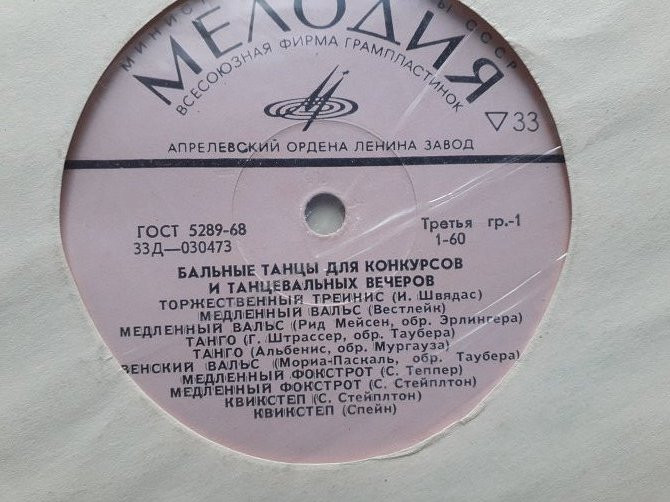 МЕЛОДИЯ
ВСЕСОЮЗНАЯ ФИРМА ГРАМПЛАСТИНОК
СССР
▽33
АПРЕЛЕВСКИЙ ОРДЕНА ЛЕНИНА ЗАВОД
ГОСТ 5289-68
Третья гр.-1
33Д—030473
1-60
БАЛЬНЫЕ ТАНЦЫ ДЛЯ КОНКУРСОВ
И ТАНЦЕВАЛЬНЫХ ВЕЧЕРОВ
ТОРЖЕСТВЕННЫЙ ТРЕИНИС (И. Швядас)
МЕДЛЕННЫЙ ВАЛЬС (Вестлейк)
МЕДЛЕННЫЙ ВАЛЬС (Рид Мейсен, обр. Эрлингера)
ТАНГО (Г. Штрассер, обр. Таубера)
ТАНГО (Альбенис, обр. Мургауза)
ВЕНСКИЙ ВАЛЬС (Мориа-Паскаль, обр. Таубера)
МЕДЛЕННЫЙ ФОКСТРОТ (С. Теппер)
МЕДЛЕННЫЙ ФОКСТРОТ (С. Стейплтон)
КВИКСТЕП (С. Стейплтон)
КВИКСТЕП (Спейн)